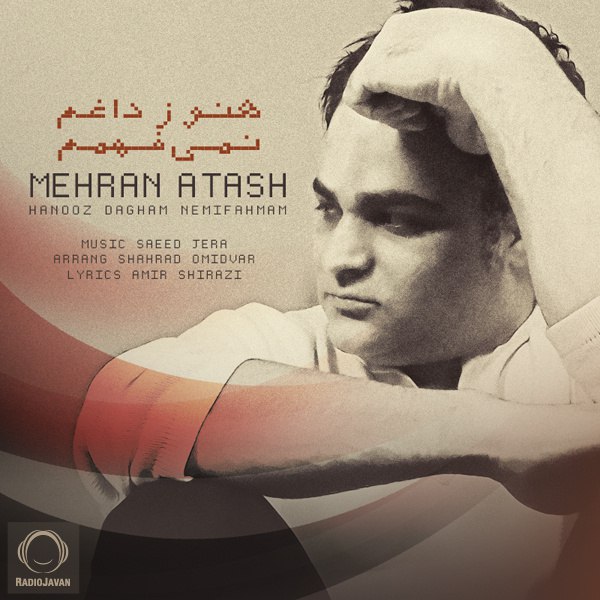 هنوز داغم
نمی فهمم
MEHRAN ATASH
HANOOZ DAGHAM NEMIFAHMAM
MUSIC SAEED JERA
ARRANG SHAHRAD OMIDVAR
LYRICS AMIR SHIRAZI
RADIOJAVAN